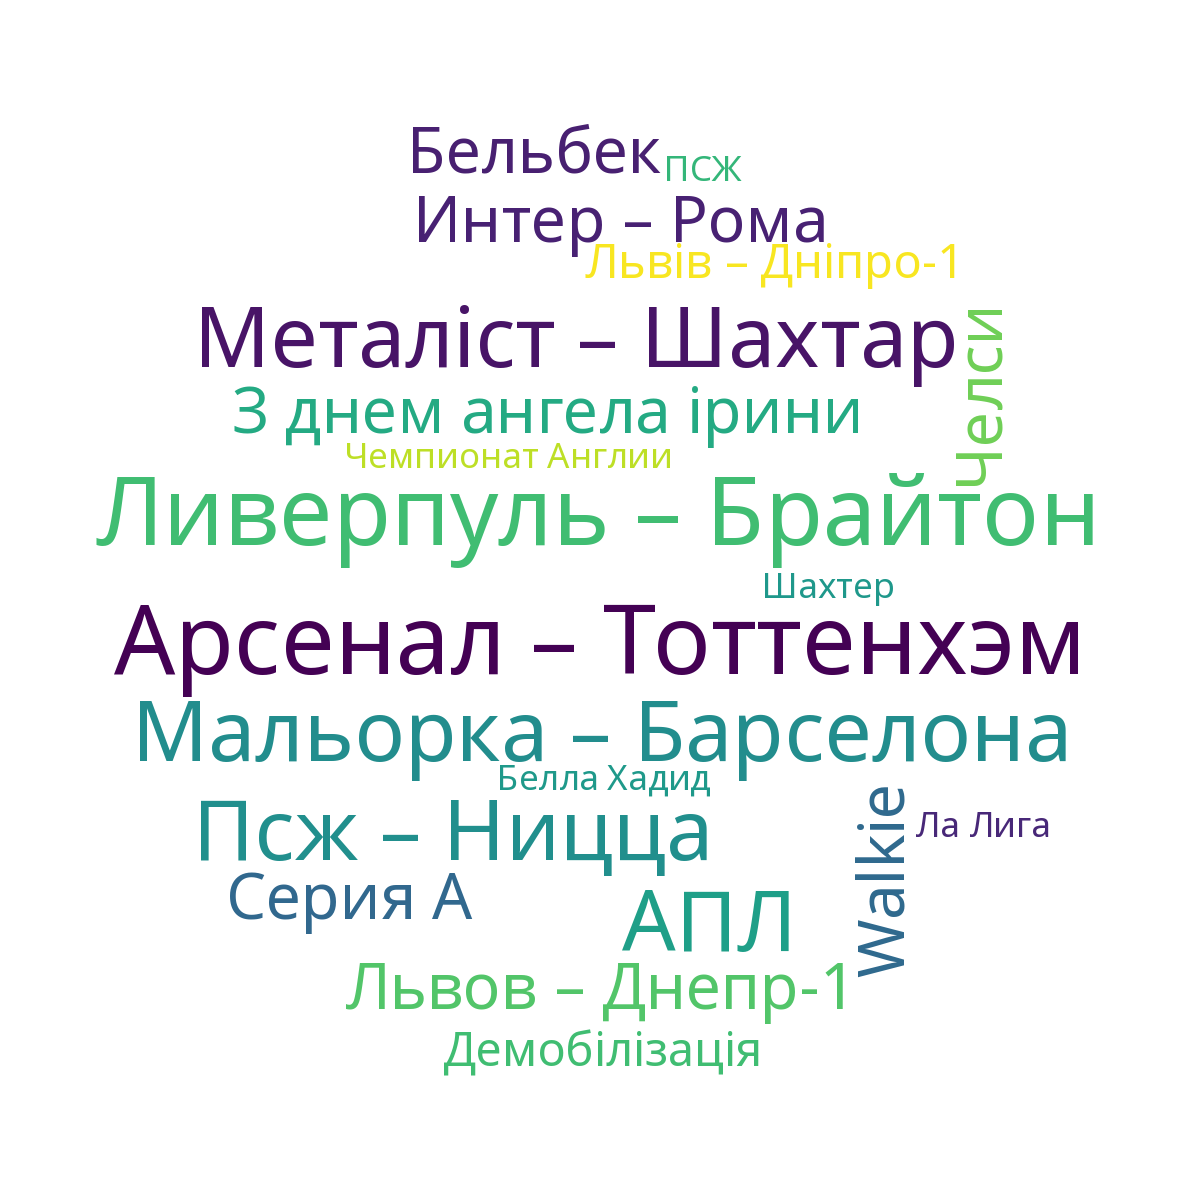 Бельбек
ПСЖ
Интер – Рома
Львів – Дніпро-1
Металіст – Шахтар
Челси
З днем ангела ірини
Чемпионат Англии
Ливерпуль – Брайтон
Шахтер
Арсенал – Тоттенхэм
Мальорка – Барселона
Белла Хадид
Псж – Ницца
Walkie
Ла Лига
Серия А
АПЛ
Львов – Днепр-1
Демобілізація